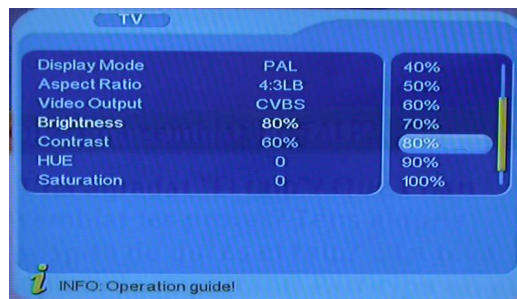 TV
Display Mode PAL
Aspect Ratio 4:3LB
Video Output CVBS
Brightness 80%
Contrast 60%
HUE 0
Saturation 0
40%
50%
60%
70%
80%
90%
100%
INFO: Operation guide!